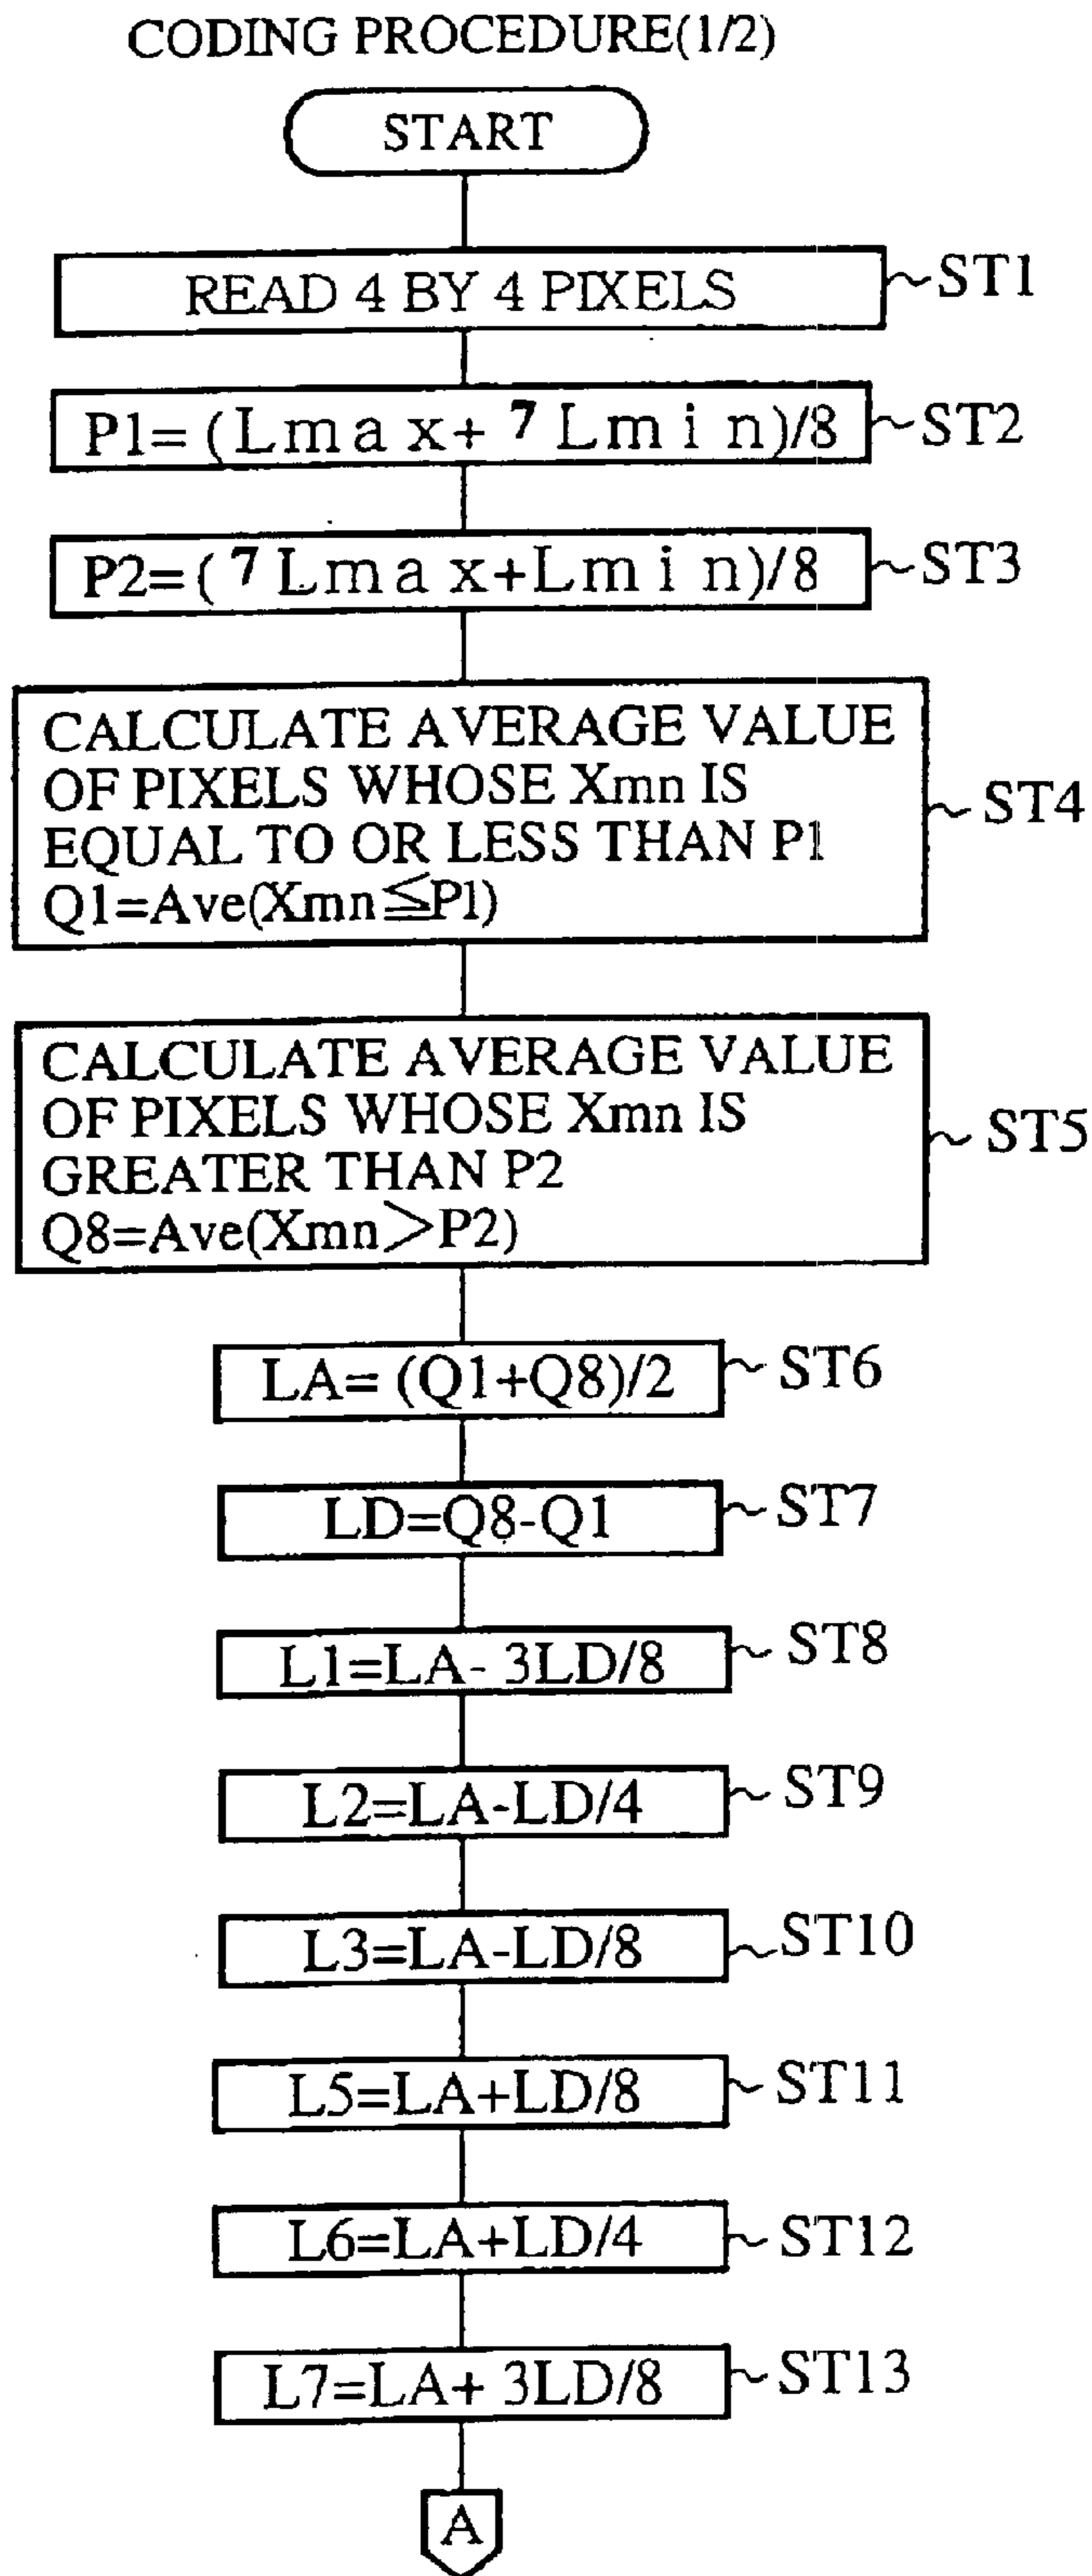 CODING PROCEDURE(1/2)
START
READ 4 BY 4 PIXELS
~ST1
P1=(Lmax+ 7 Lmin)/8
~ST2
P2=( 7 Lmax+Lmin)/8
~ST3
CALCULATE AVERAGE VALUE
OF PIXELS WHOSE Xmn IS
EQUAL TO OR LESS THAN P1
Q1=Ave(Xmn≦P1)
~ST4
CALCULATE AVERAGE VALUE
OF PIXELS WHOSE Xmn IS
GREATER THAN P2
Q8=Ave(Xmn>P2)
~ST5
LA= (Q1+Q8)/2
~ST6
LD=Q8-Q1
~ST7
L1=LA- 3LD/8
~ST8
L2=LA-LD/4
~ST9
L3=LA-LD/8
~ST10
L5=LA+LD/8
~ST11
L6=LA+LD/4
~ST12
L7=LA+ 3LD/8
~ST13
A